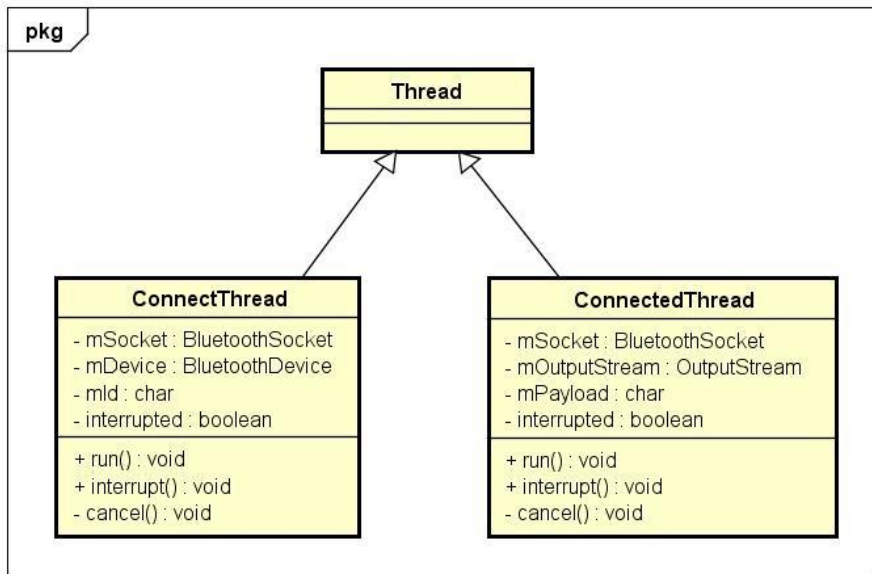 pkg
Thread
ConnectThread
- mSocket : BluetoothSocket
- mDevice : BluetoothDevice
- mId : char
- interrupted : boolean
+ run() : void
+ interrupt() : void
- cancel() : void
ConnectedThread
- mSocket : BluetoothSocket
- mOutputStream : OutputStream
- mPayload : char
- interrupted : boolean
+ run() : void
+ interrupt() : void
- cancel() : void